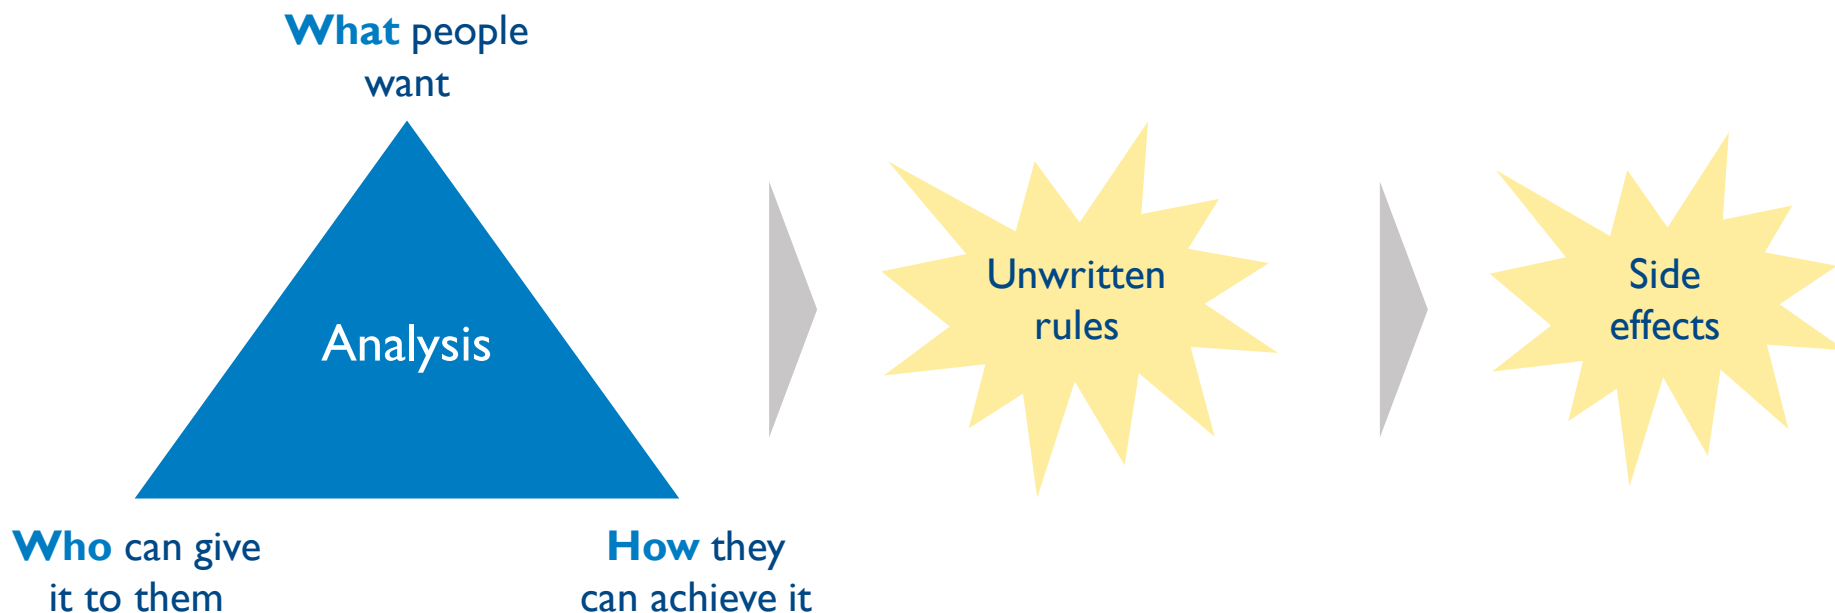 What people
want
Analysis
Who can give
it to them
How they
can achieve it
Unwritten
rules
Side
effects